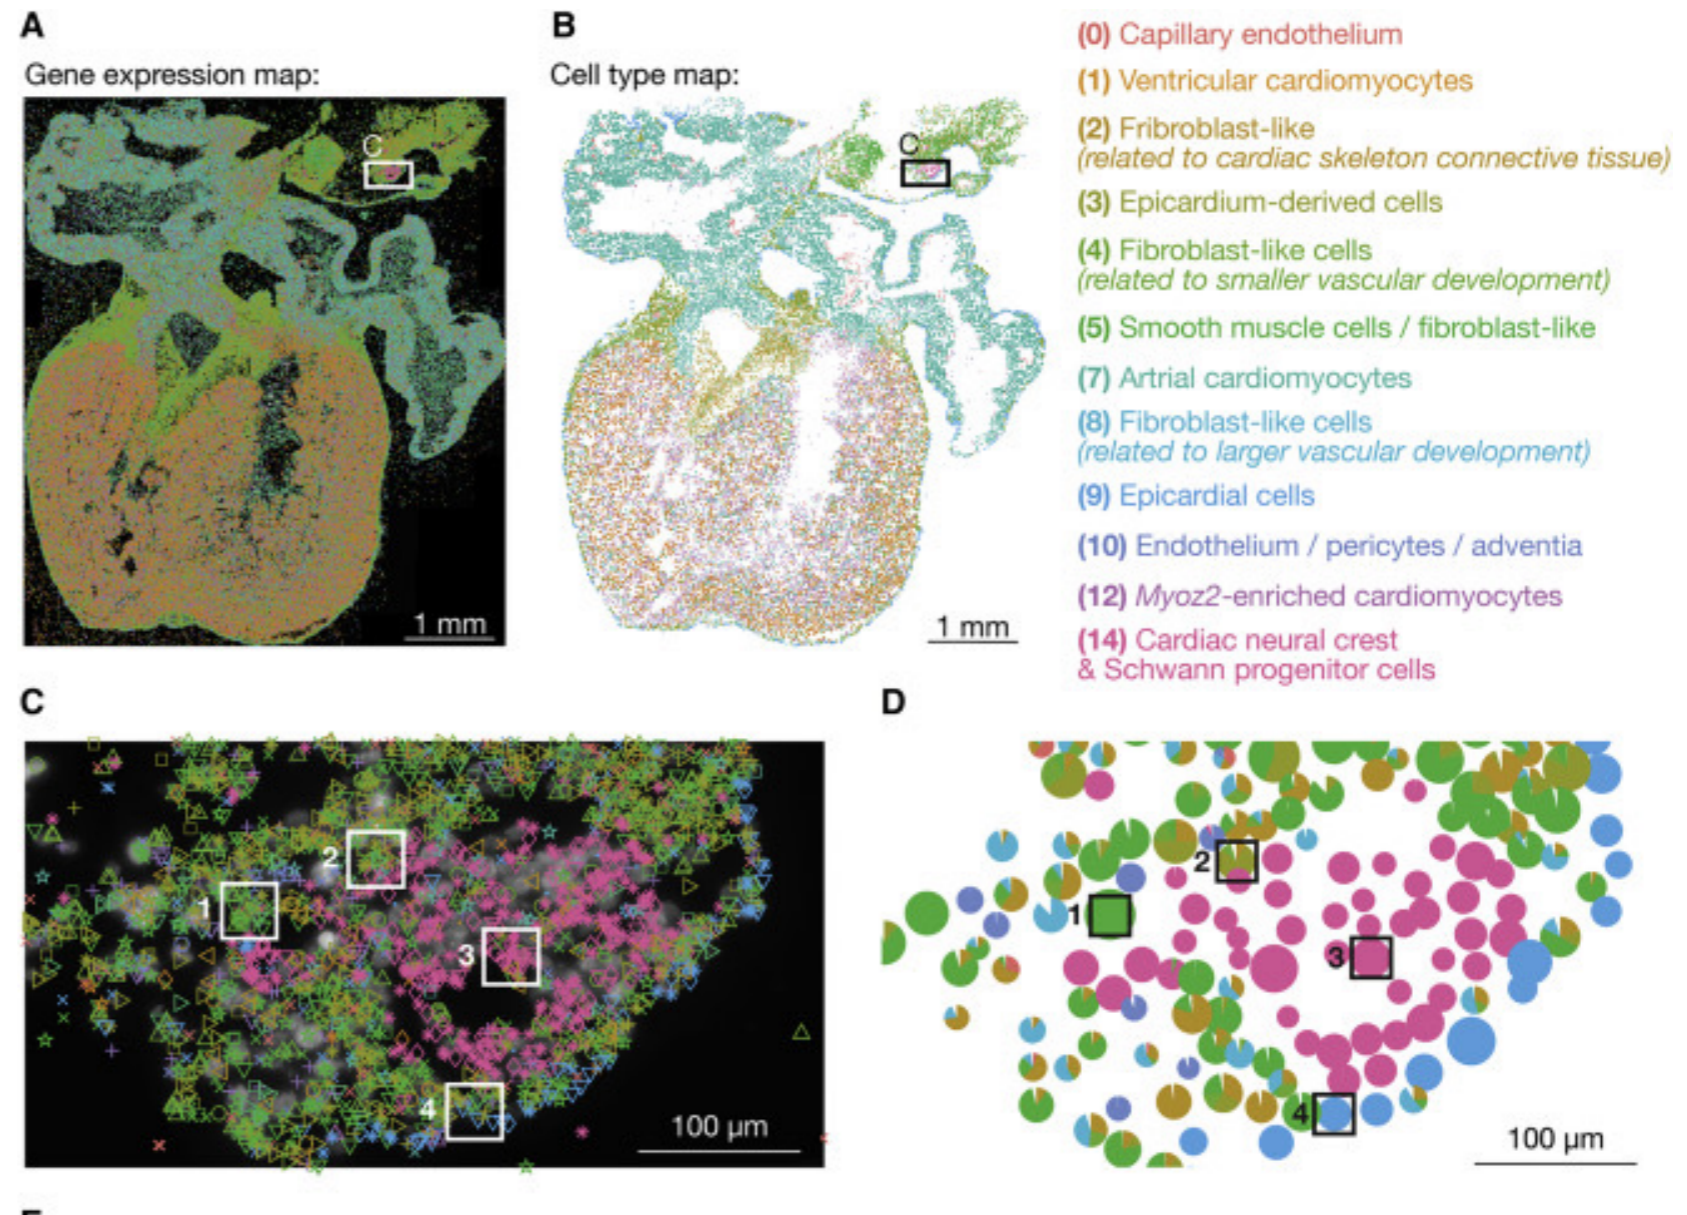 A
Gene expression map:
C
1 mm
B
Cell type map:
C
1 mm
(0) Capillary endothelium
(1) Ventricular cardiomyocytes
(2) Fribroblast-like
(related to cardiac skeleton connective tissue)
(3) Epicardium-derived cells
(4) Fibroblast-like cells
(related to smaller vascular development)
(5) Smooth muscle cells / fibroblast-like
(7) Artrial cardiomyocytes
(8) Fibroblast-like cells
(related to larger vascular development)
(9) Epicardial cells
(10) Endothelium / pericytes / adventia
(12) Myoz2-enriched cardiomyocytes
(14) Cardiac neural crest
& Schwann progenitor cells
C
2
1
3
4
100 µm
D
2
1
3
4
100 µm